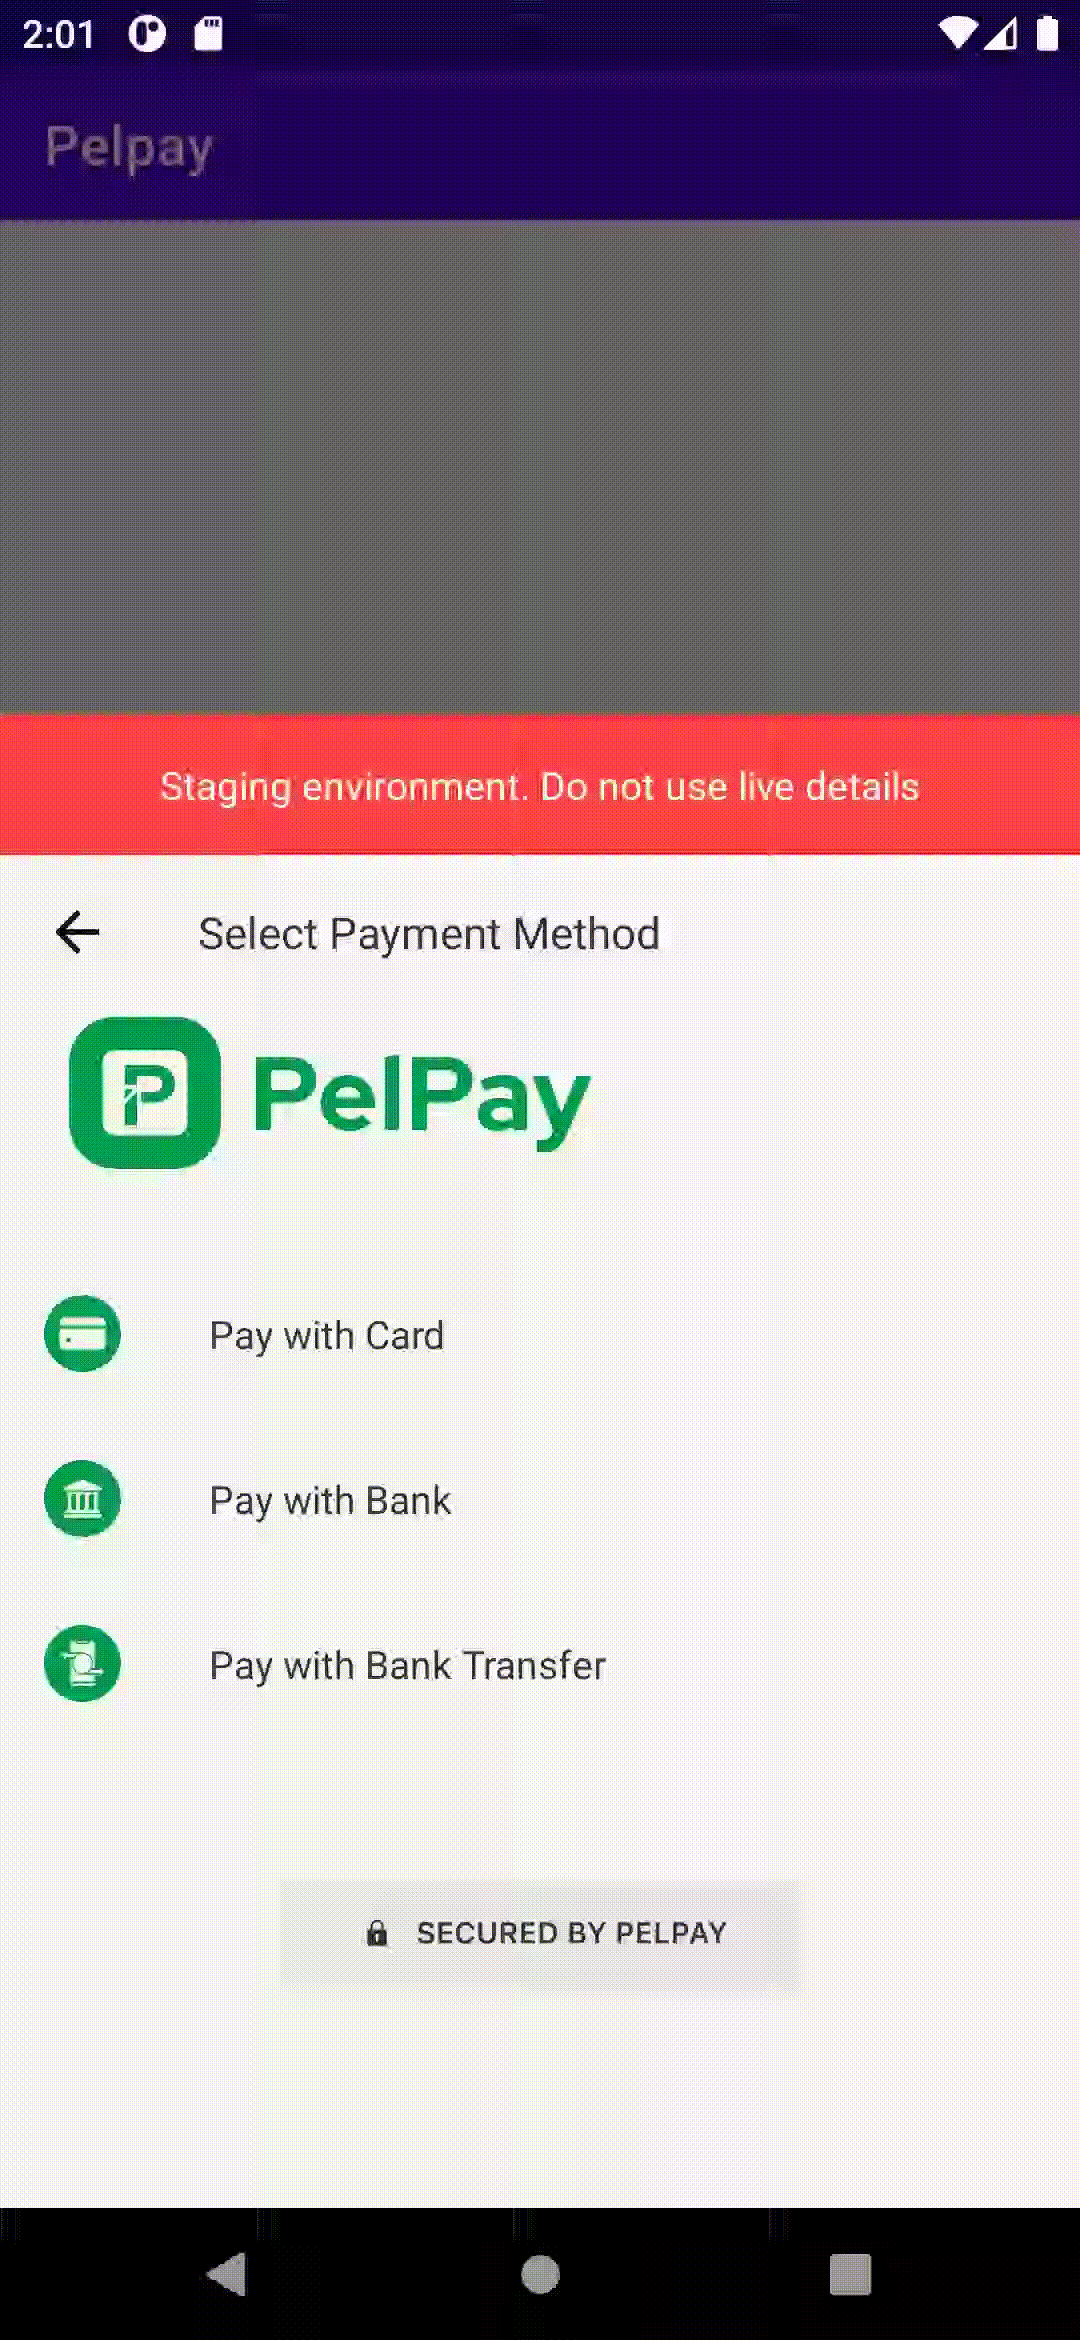 2:01
Pelpay
Staging environment. Do not use live details
Select Payment Method
P PelPay
Pay with Card
Pay with Bank
Pay with Bank Transfer
SECURED BY PELPAY